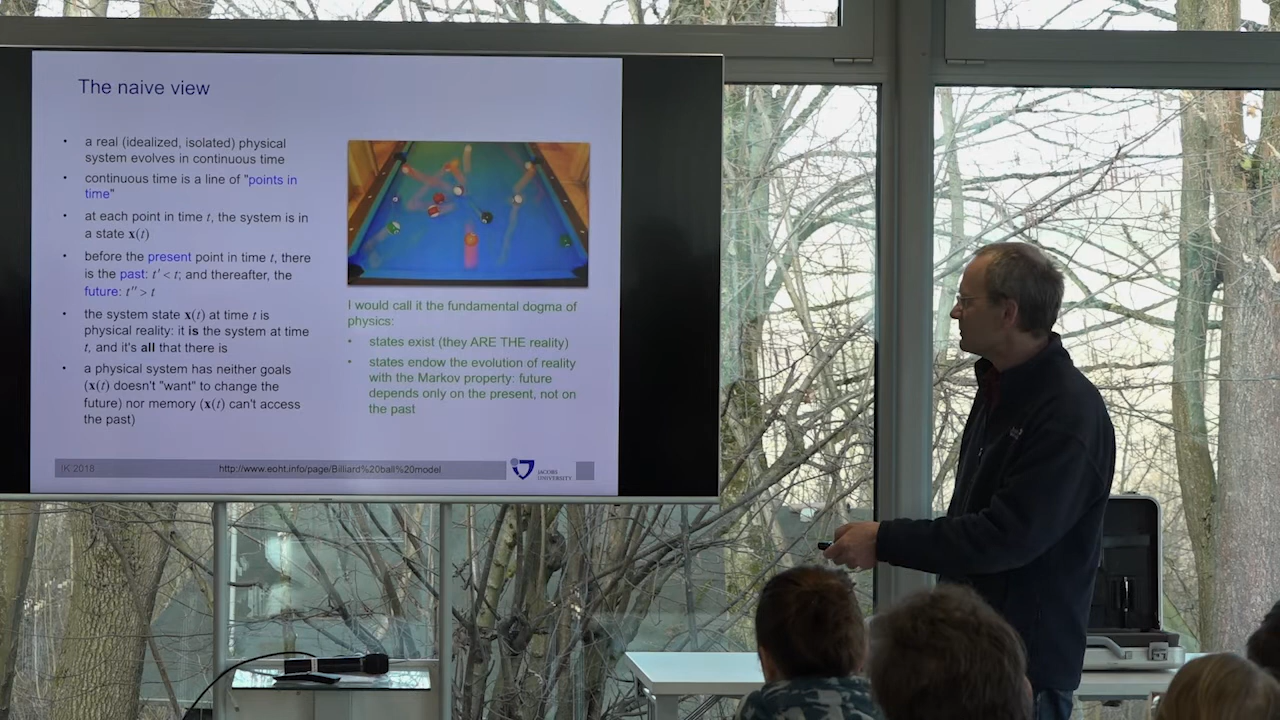 The naive view
• a real (idealized, isolated) physical
system evolves in continuous time
• continuous time is a line of "points in
time"
• at each point in time t, the system is in
a state x(t)
• before the present point in time t, there
is the past: t' < t; and thereafter, the
future: t'' > t
• the system state x(t) at time t is
physical reality: it is the system at time
t, and it's all that there is
• a physical system has neither goals
(x(t) doesn't "want" to change the
future) nor memory (x(t) can't access
the past)
I would call it the fundamental dogma of
physics:
• states exist (they ARE THE reality)
• states endow the evolution of reality
with the Markov property: future
depends only on the present, not on
the past
IK 2018
http://www.eoht.info/page/Billiard%20ball%20model
JACOBS
UNIVERSITY